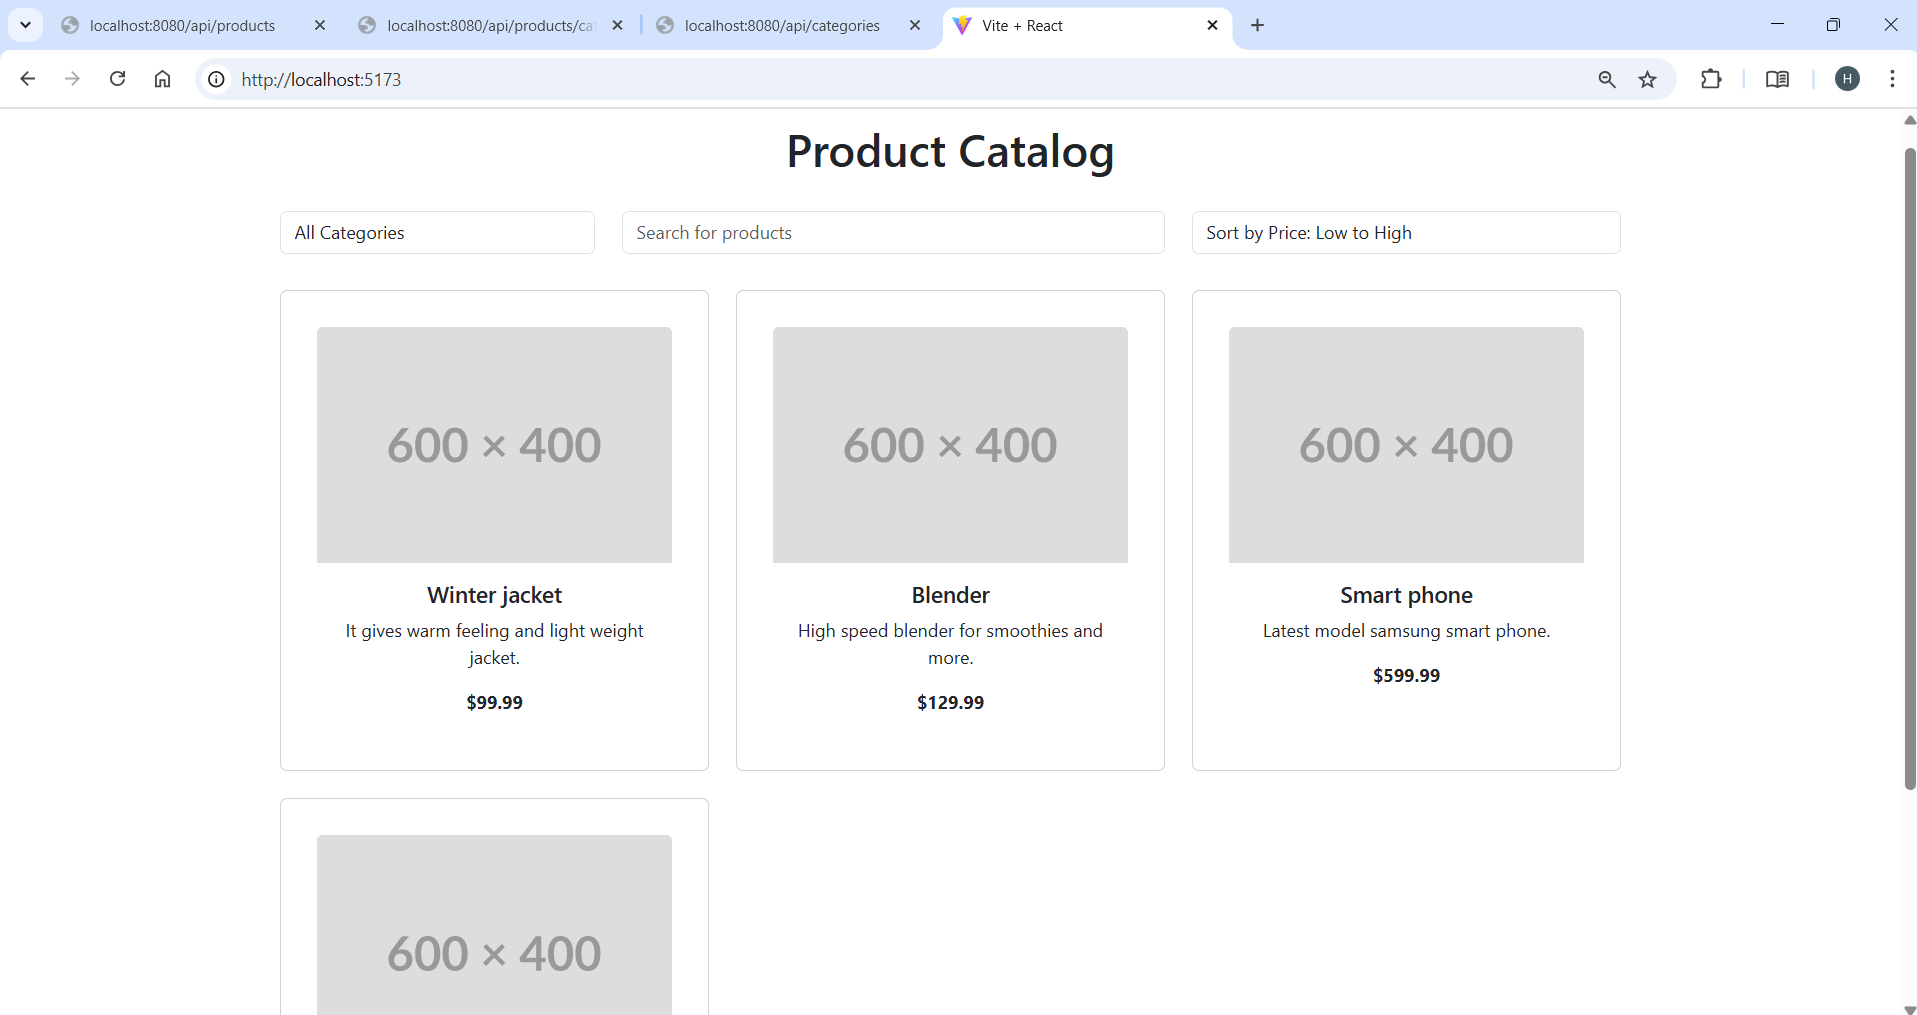 localhost:8080/api/products
localhost:8080/api/products/cat
localhost:8080/api/categories
Vite + React
http://localhost:5173
H
Product Catalog
All Categories
Search for products
Sort by Price: Low to High
600 × 400
600 × 400
600 × 400
Winter jacket
It gives warm feeling and light weight
jacket.
$99.99
Blender
High speed blender for smoothies and
more.
$129.99
Smart phone
Latest model samsung smart phone.
$599.99
600 × 400